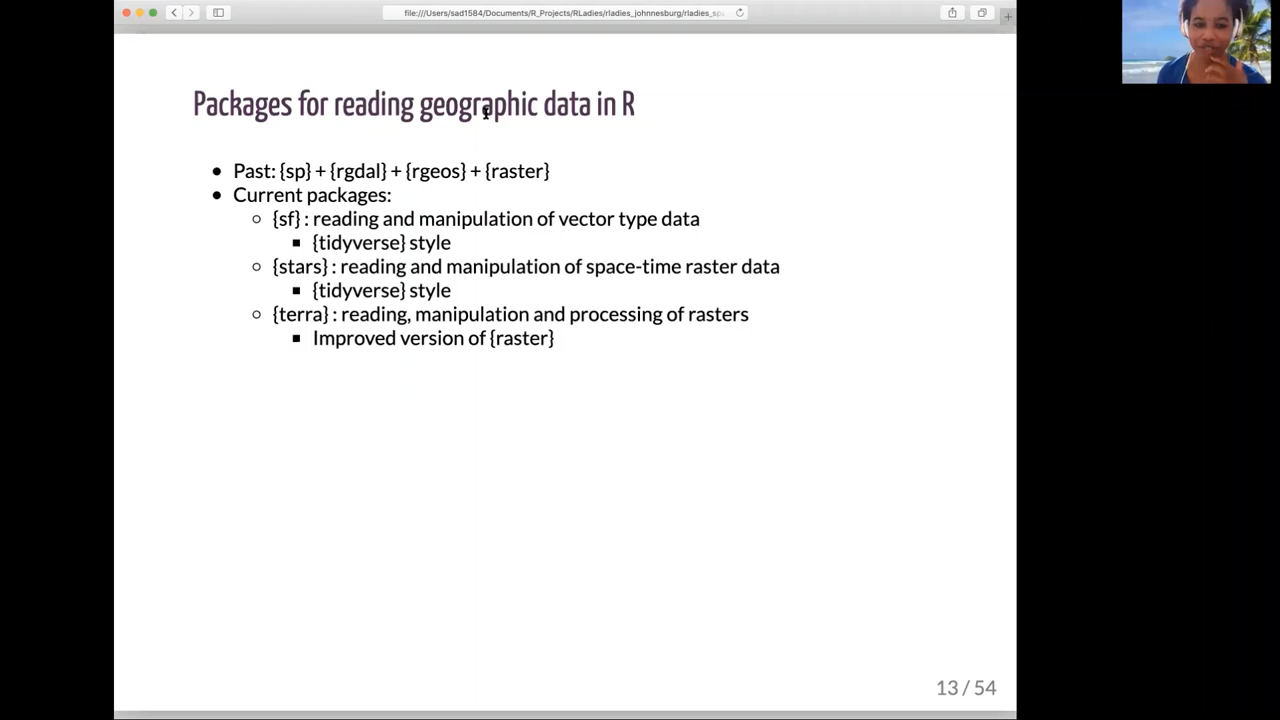 file:///Users/sad1584/Documents/R_Projects/RLadies/rladies_johnnesburg/rladies_spa
Packages for reading geographic data in R
• Past: {sp} + {rgdal} + {rgeos} + {raster}
• Current packages:
○ {sf} : reading and manipulation of vector type data
■ {tidyverse} style
○ {stars} : reading and manipulation of space-time raster data
■ {tidyverse} style
○ {terra} : reading, manipulation and processing of rasters
■ Improved version of {raster}
13 / 54